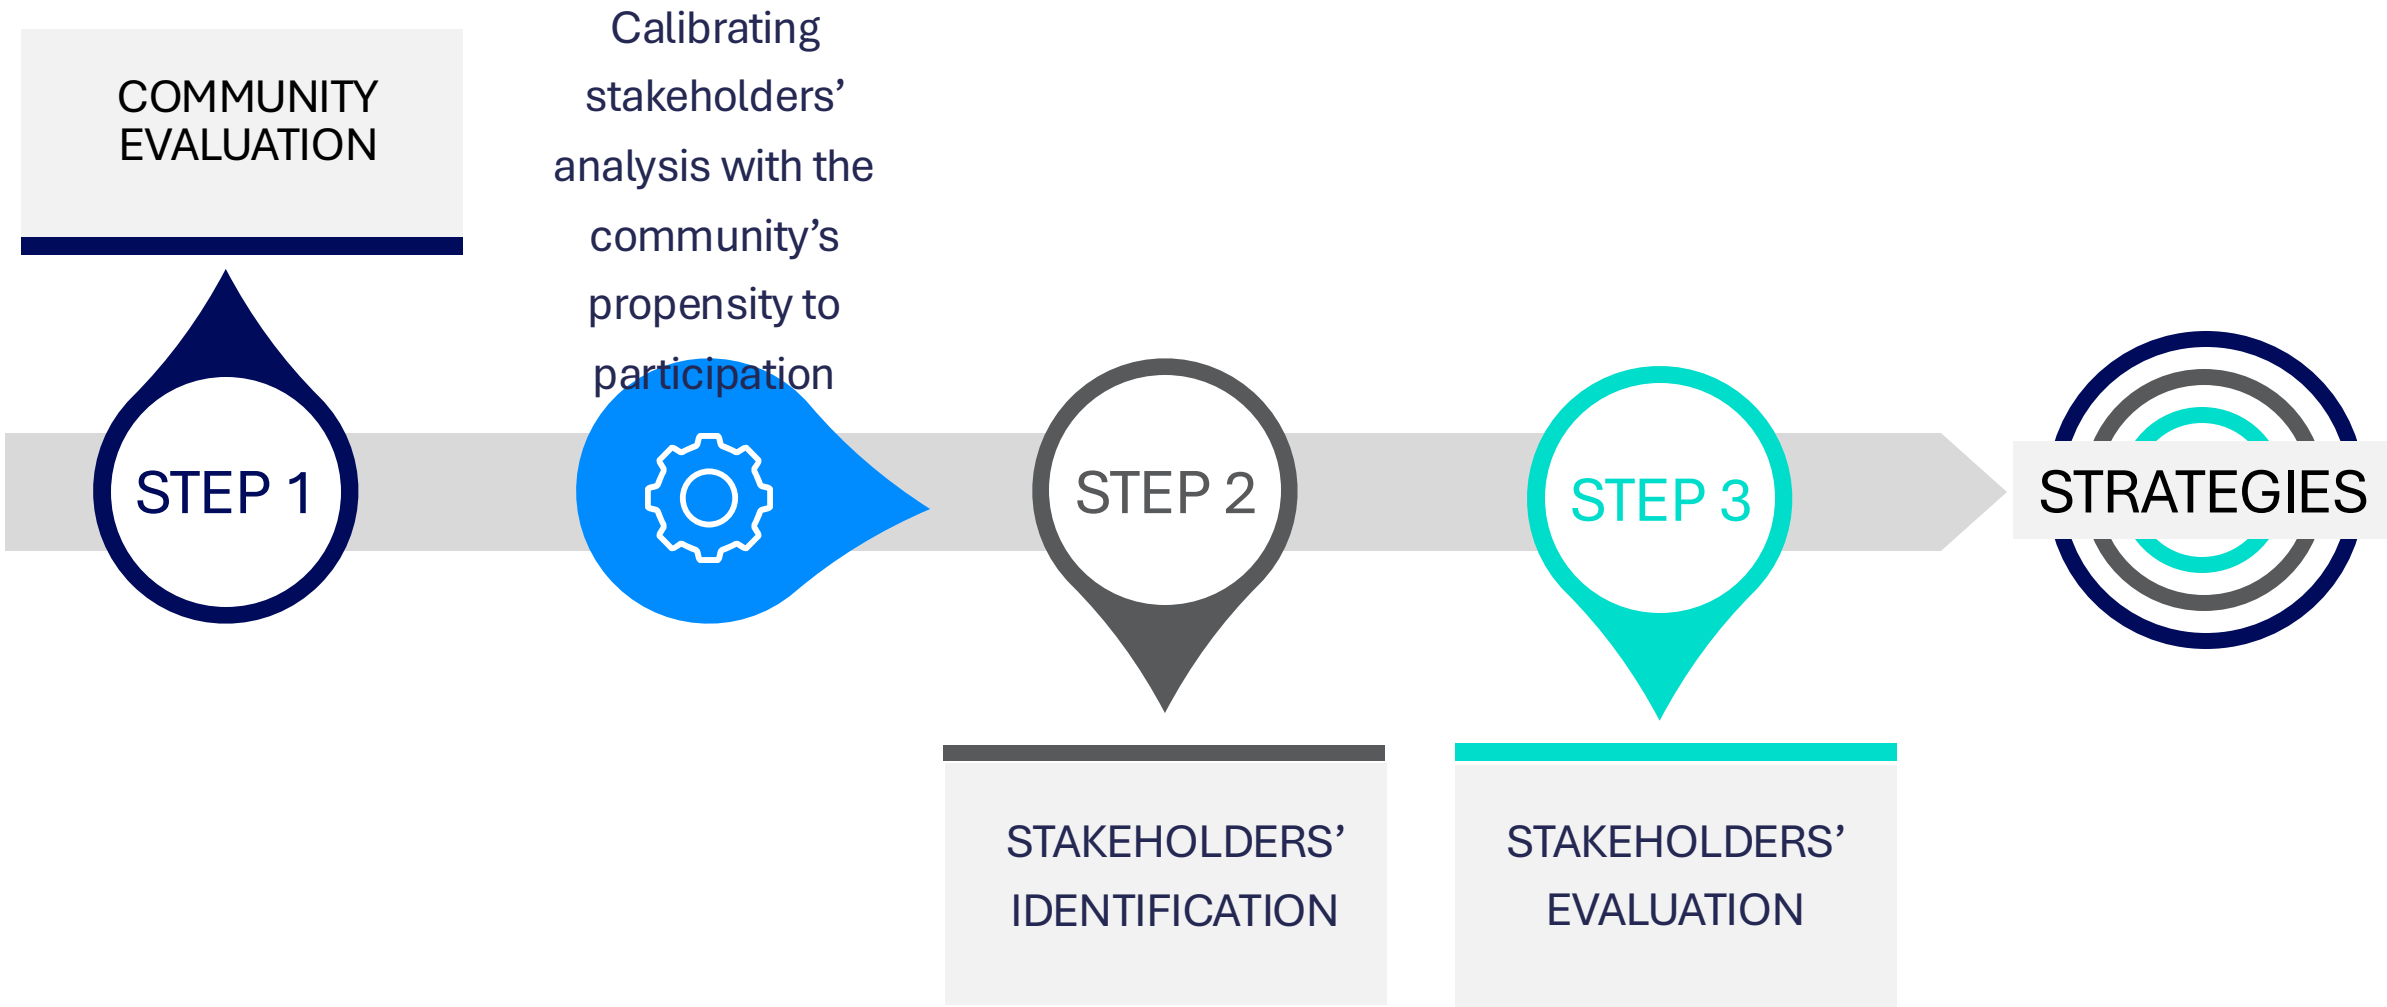 COMMUNITY
EVALUATION
Calibrating
stakeholders’
analysis with the
community’s
propensity to
participation
STEP 1
STEP 2
STEP 3
STRATEGIES
STAKEHOLDERS’
IDENTIFICATION
STAKEHOLDERS’
EVALUATION